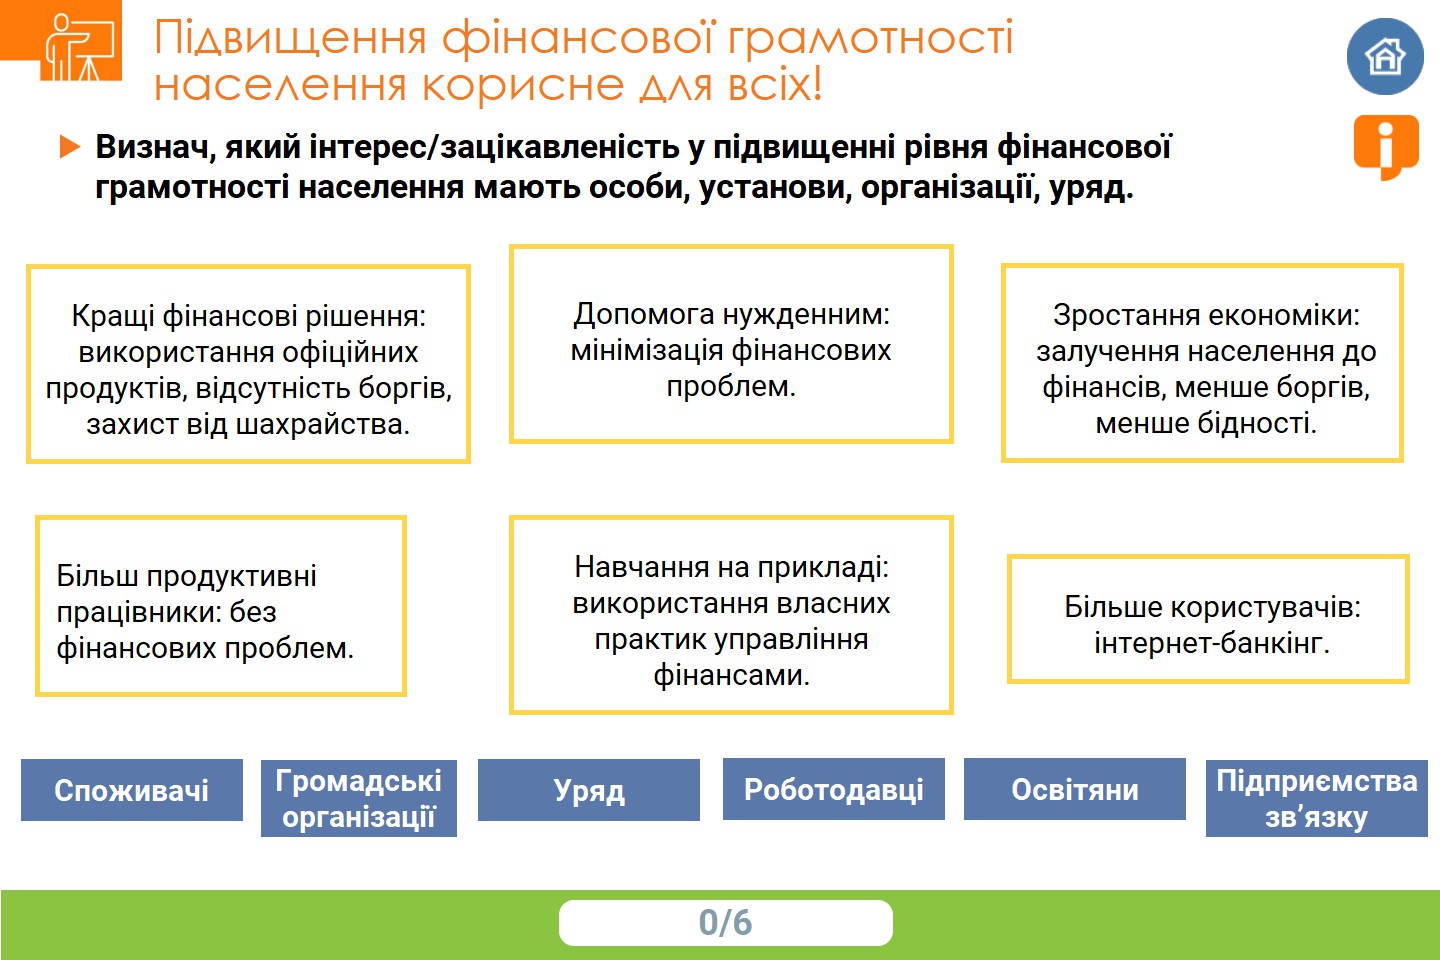 Підвищення фінансової грамотності
населення корисне для всіх!
Визнач, який інтерес/зацікавленість у підвищенні рівня фінансової
грамотності населення мають особи, установи, організації, уряд.
Кращі фінансові рішення:
використання офіційних
продуктів, відсутність боргів,
захист від шахрайства.
Допомога нужденним:
мінімізація фінансових
проблем.
Зростання економіки:
залучення населення до
фінансів, менше боргів,
менше бідності.
Більш продуктивні
працівники: без
фінансових проблем.
Навчання на прикладі:
використання власних
практик управління
фінансами.
Більше користувачів:
інтернет-банкінг.
Споживачі
Громадські
організації
Уряд
Роботодавці
Освітяни
Підприємства
зв’язку
0/6